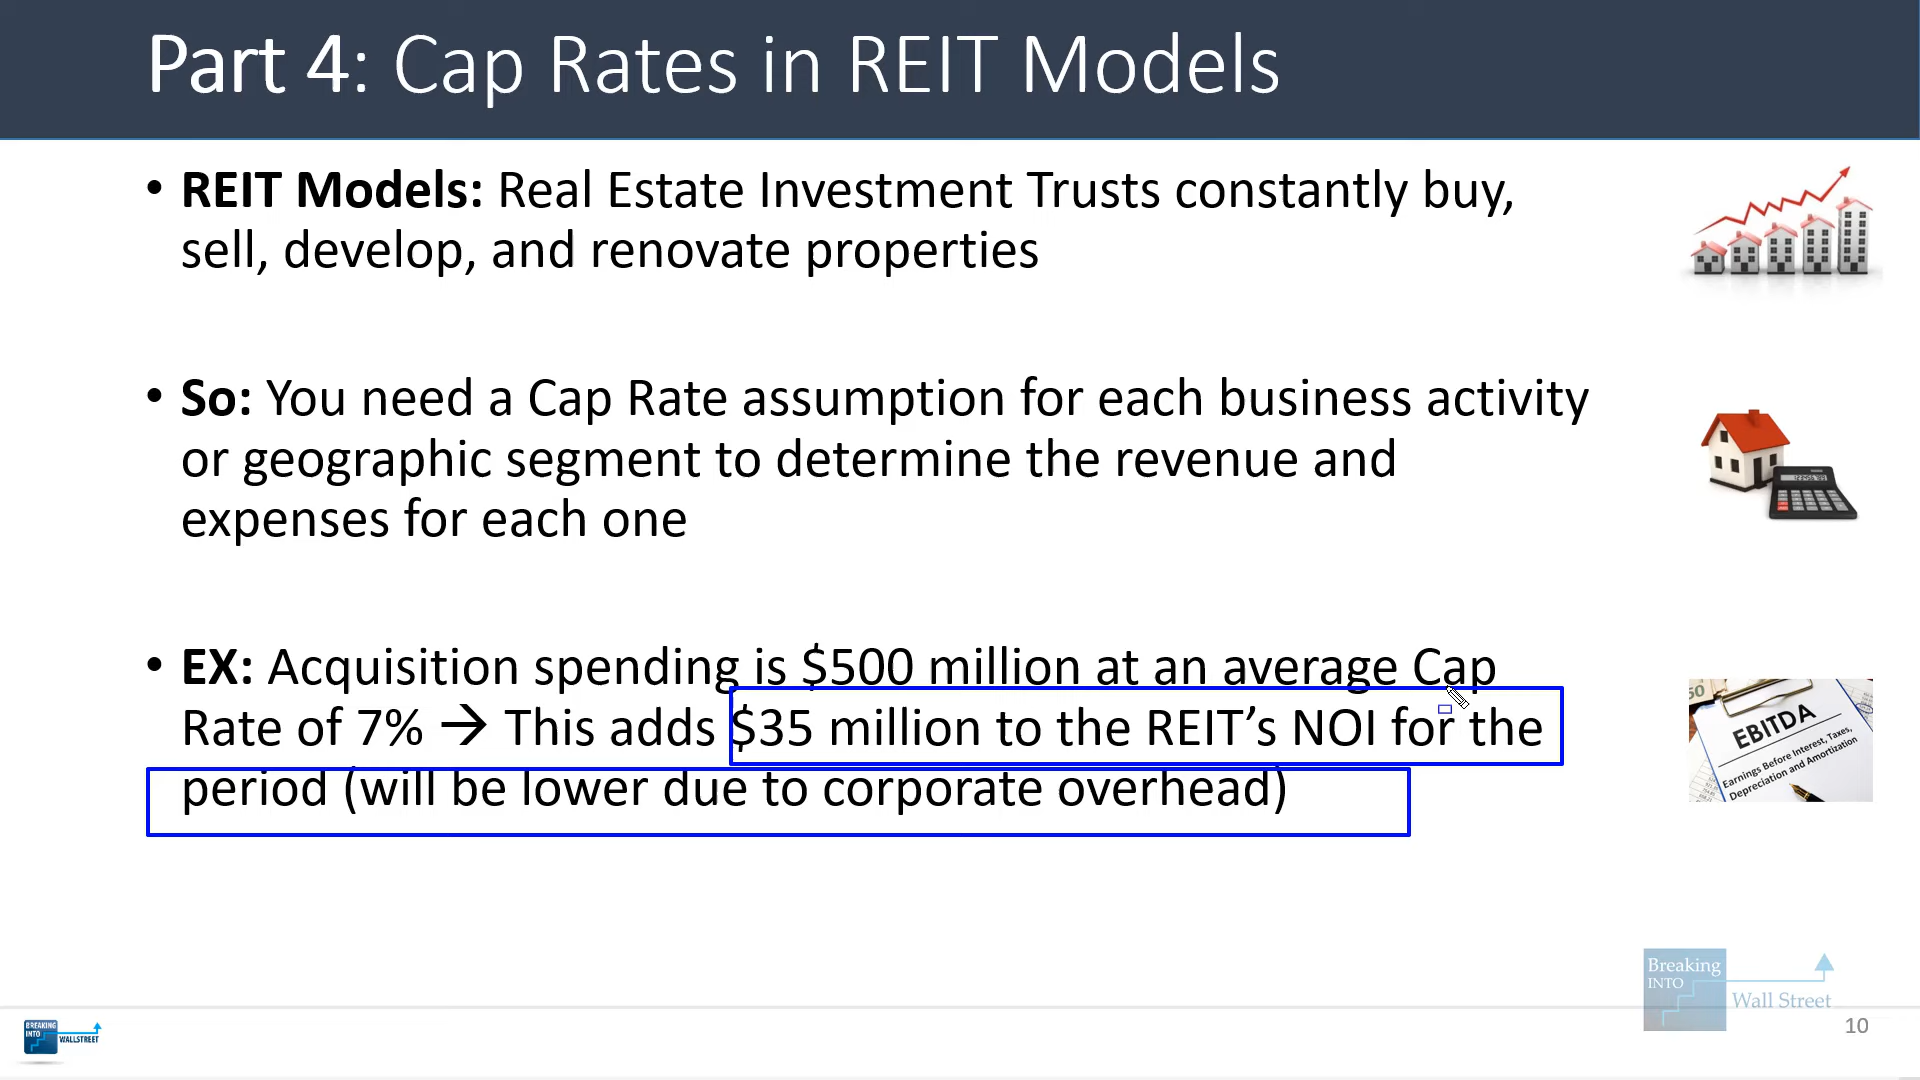 Part 4: Cap Rates in REIT Models
• REIT Models: Real Estate Investment Trusts constantly buy,
sell, develop, and renovate properties
• So: You need a Cap Rate assumption for each business activity
or geographic segment to determine the revenue and
expenses for each one
• EX: Acquisition spending is $500 million at an average Cap
Rate of 7% → This adds $35 million to the REIT’s NOI for the
period (will be lower due to corporate overhead)
EBITDA
Earnings Before Interest, Taxes,
Depreciation and Amortization
Breaking
INTO
Wall Street
BREAKING
INTO
WALLSTREET
10